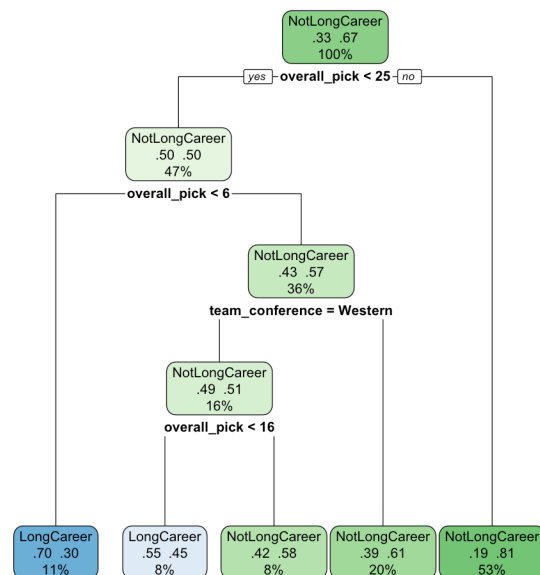 NotLongCareer
.33 .67
100%
yes overall_pick < 25 no
NotLongCareer
.50 .50
47%
overall_pick < 6
NotLongCareer
.43 .57
36%
team_conference = Western
NotLongCareer
.49 .51
16%
overall_pick < 16
LongCareer
.70 .30
11%
LongCareer
.55 .45
8%
NotLongCareer
.42 .58
8%
NotLongCareer
.39 .61
20%
NotLongCareer
.19 .81
53%